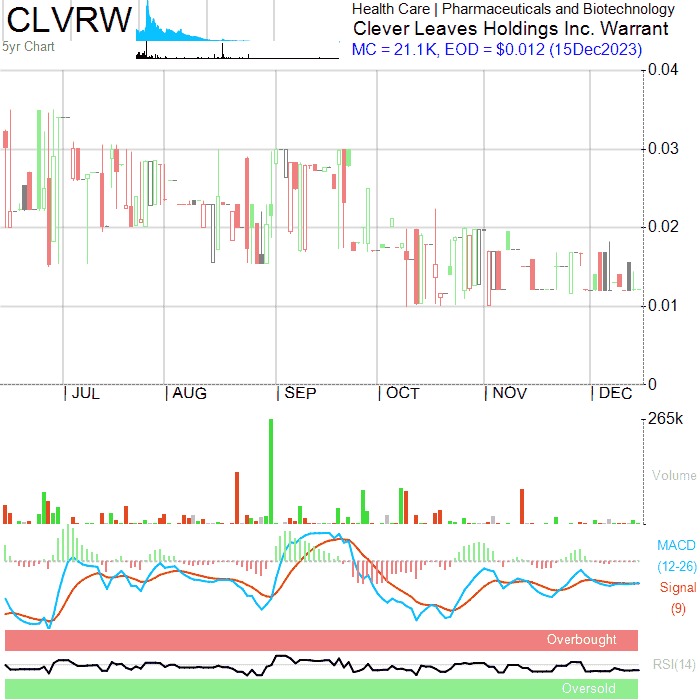 CLVRW
5yr Chart
Health Care | Pharmaceuticals and Biotechnology
Clever Leaves Holdings Inc. Warrant
MC = 21.1K, EOD = $0.012 (15Dec2023)
0.04
0.03
0.02
0.01
0
| JUL | AUG | SEP | OCT | NOV | DEC
265k
Volume
MACD
(12-26)
Signal
(9)
Overbought
RSI(14)
Oversold